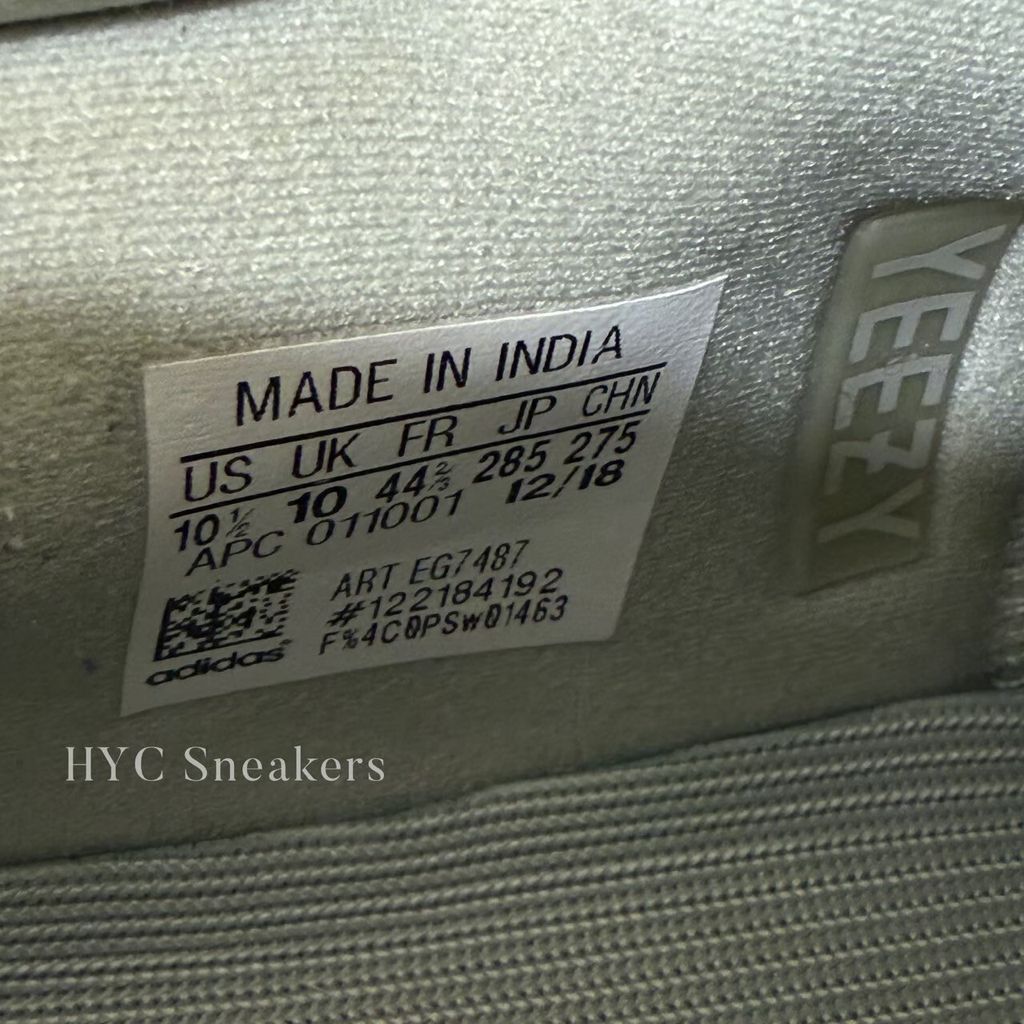 MADE IN INDIA
US UK FR JP CHN
10½ 10 44⅔ 285 275
APC 011001 12/18
ART EG7487
#122184192
F%4C0PSW01463
adidas
YEEZY
HYC Sneakers